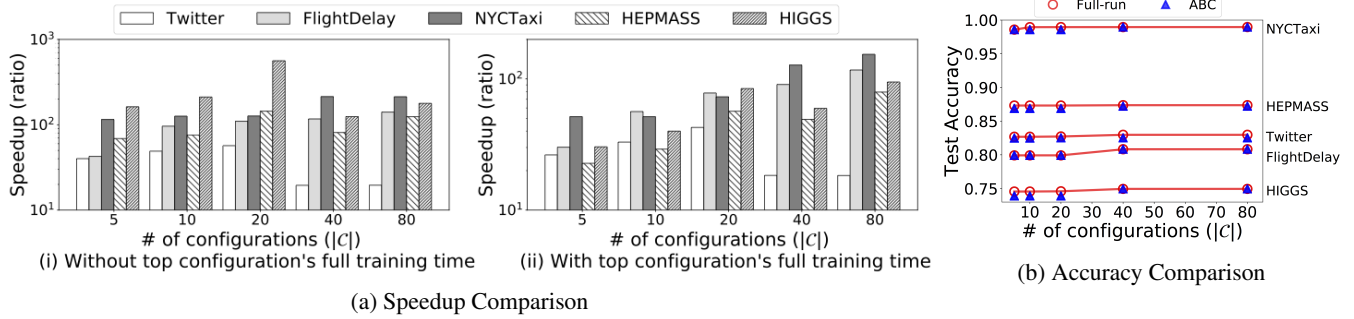 Twitter FlightDelay NYCTaxi HEPMASS HIGGS
10³
10²
10¹
Speedup (ratio)
5 10 20 40 80
# of configurations (|C|)
(i) Without top configuration's full training time
10²
10¹
Speedup (ratio)
5 10 20 40 80
# of configurations (|C|)
(ii) With top configuration's full training time
(a) Speedup Comparison
Full-run ABC
1.00
0.95
0.90
0.85
0.80
0.75
Test Accuracy
NYCTaxi
HEPMASS
Twitter
FlightDelay
HIGGS
10 20 30 40 50 60 70 80
# of configurations (|C|)
(b) Accuracy Comparison